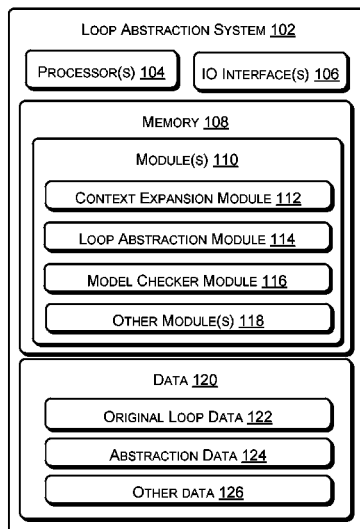 LOOP ABSTRACTION SYSTEM 102
PROCESSOR(S) 104
IO INTERFACE(S) 106
MEMORY 108
MODULE(S) 110
CONTEXT EXPANSION MODULE 112
LOOP ABSTRACTION MODULE 114
MODEL CHECKER MODULE 116
OTHER MODULE(S) 118
DATA 120
ORIGINAL LOOP DATA 122
ABSTRACTION DATA 124
OTHER DATA 126